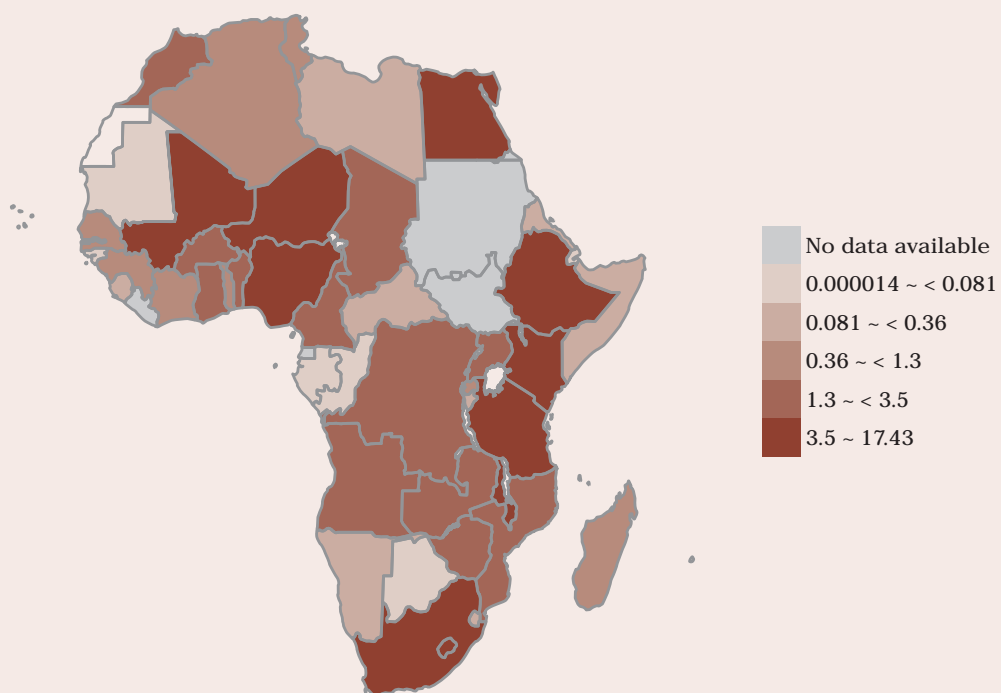 No data available
0.000014 ~ < 0.081
0.081 ~ < 0.36
0.36 ~ < 1.3
1.3 ~ < 3.5
3.5 ~ 17.43